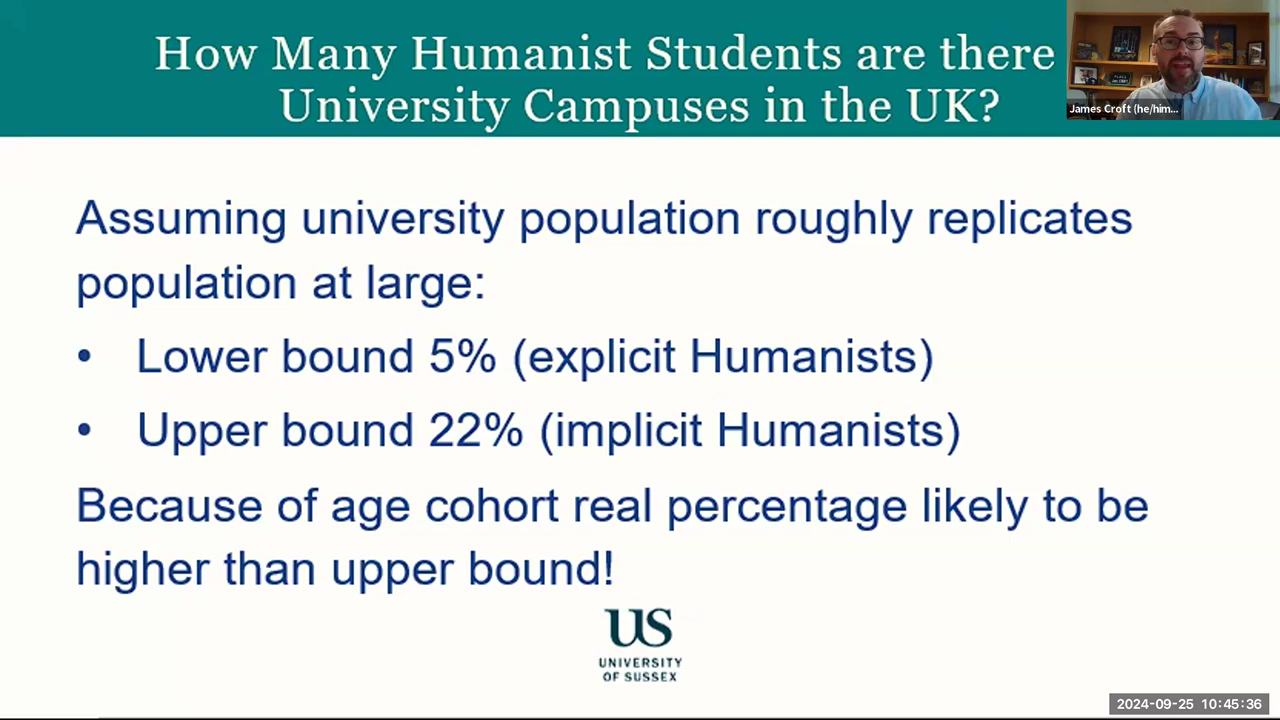 How Many Humanist Students are there
University Campuses in the UK?
James Croft (he/him...
Assuming university population roughly replicates
population at large:
• Lower bound 5% (explicit Humanists)
• Upper bound 22% (implicit Humanists)
Because of age cohort real percentage likely to be
higher than upper bound!
US
UNIVERSITY
OF SUSSEX
2024-09-25 10:45:36